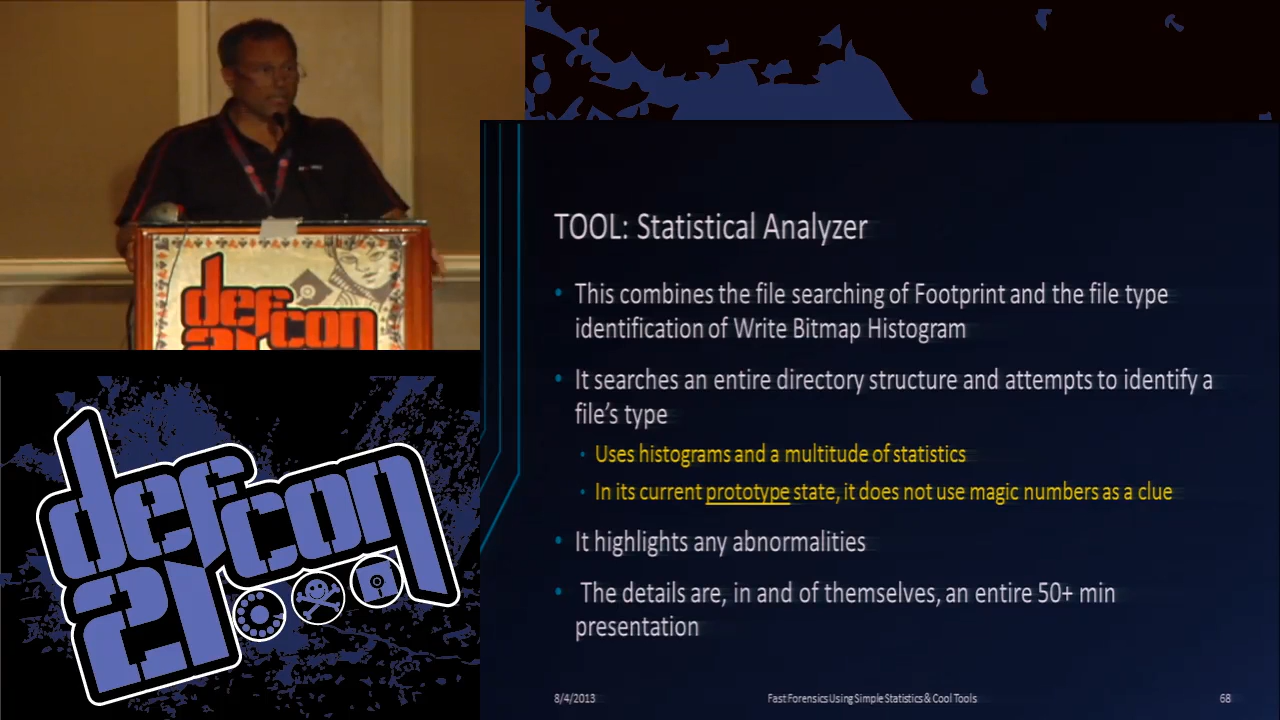 defcon
21
TOOL: Statistical Analyzer
• This combines the file searching of Footprint and the file type
identification of Write Bitmap Histogram
• It searches an entire directory structure and attempts to identify a
file's type
• Uses histograms and a multitude of statistics
• In its current prototype state, it does not use magic numbers as a clue
• It highlights any abnormalities
• The details are, in and of themselves, an entire 50+ min
presentation
8/4/2013
Fast Forensics Using Simple Statistics & Cool Tools
68
defcon
21